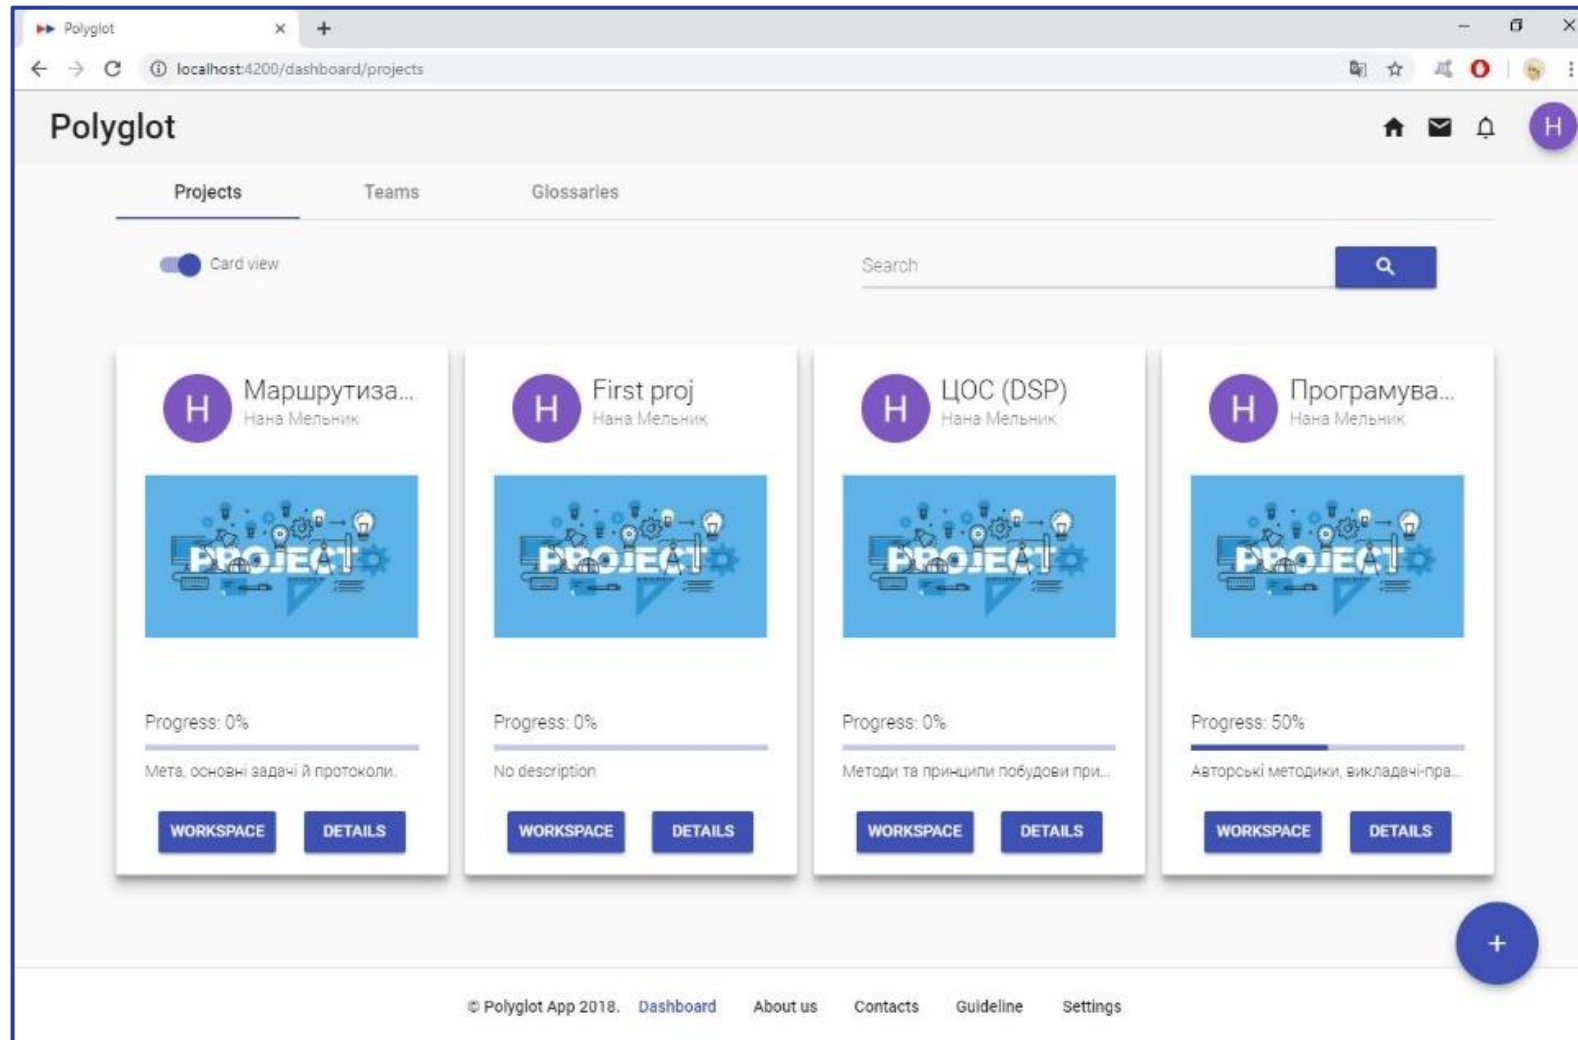 Polyglot
localhost:4200/dashboard/projects
Polyglot
H
Projects Teams Glossaries
Card view
Search
H
Маршрутиза...
Нана Мельник
PROJECT
Progress: 0%
Мета, основні задачі й протоколи.
WORKSPACE DETAILS
H
First proj
Нана Мельник
PROJECT
Progress: 0%
No description
WORKSPACE DETAILS
H
ЦОС (DSP)
Нана Мельник
PROJECT
Progress: 0%
Методи та принципи побудови при...
WORKSPACE DETAILS
H
Програмува...
Нана Мельник
PROJECT
Progress: 50%
Авторські методики, викладачі-пра...
WORKSPACE DETAILS
+
© Polyglot App 2018. Dashboard About us Contacts Guideline Settings